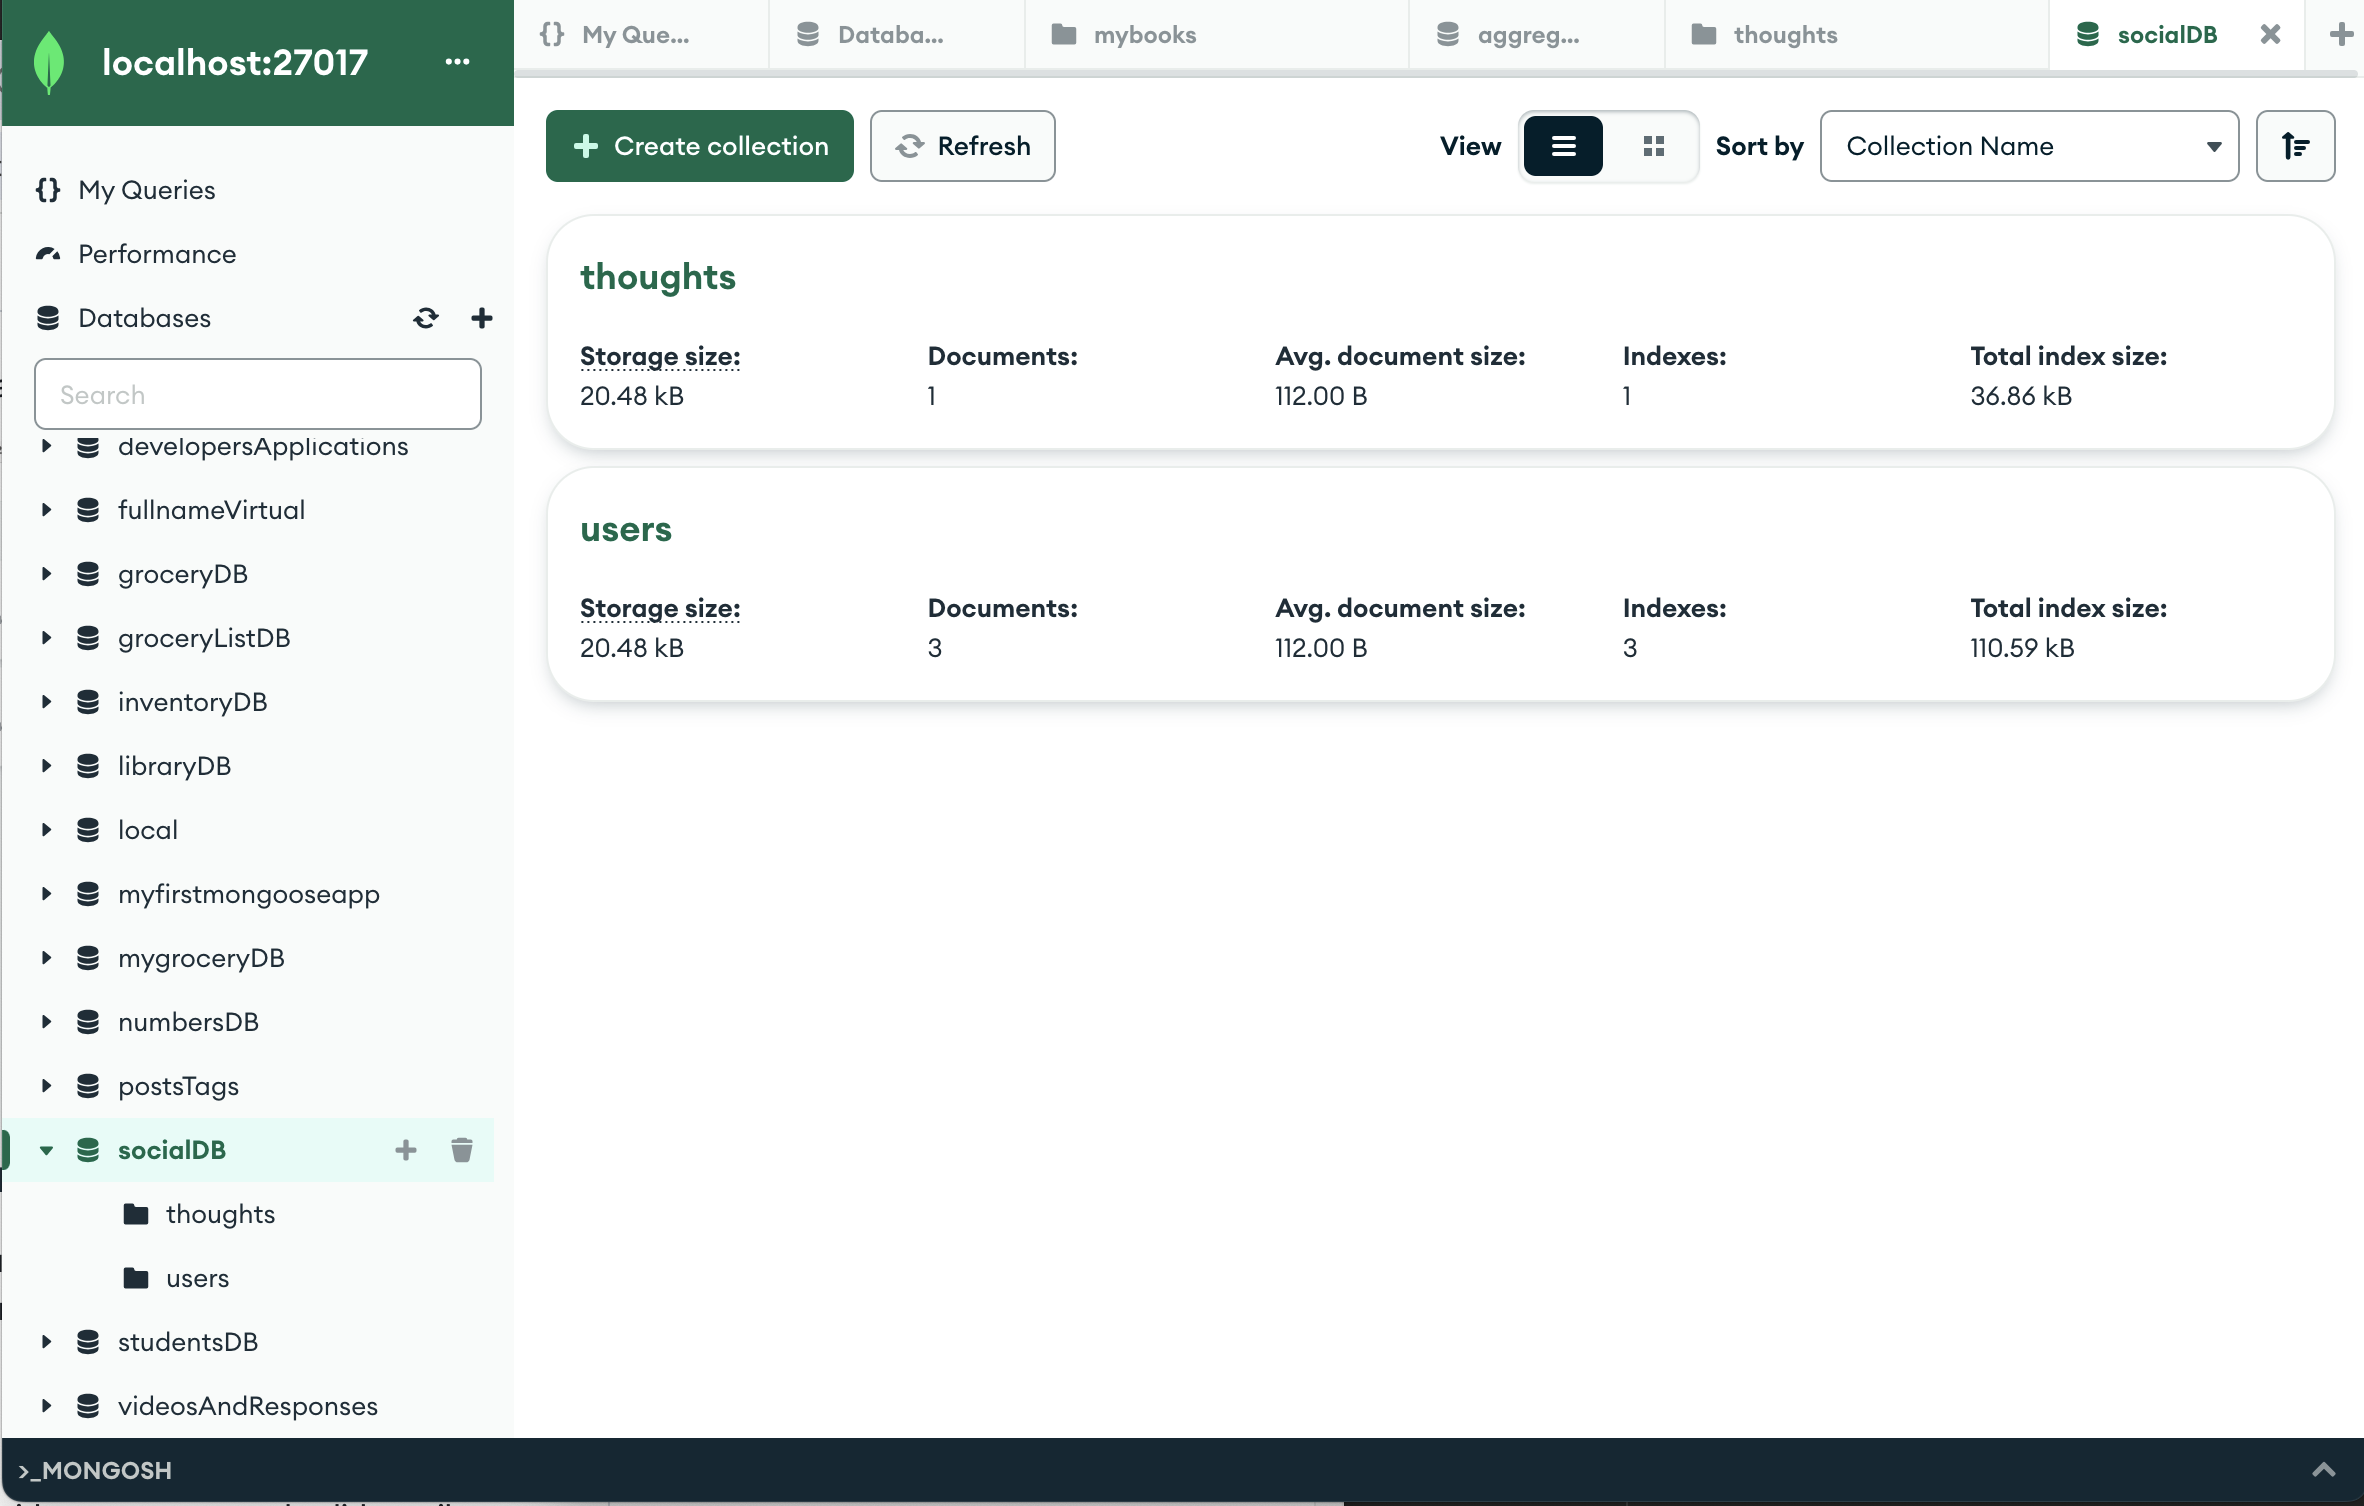 localhost:27017
My Queries
Performance
Databases
Search
developersApplications
fullnameVirtual
groceryDB
groceryListDB
inventoryDB
libraryDB
local
myfirstmongooseapp
mygroceryDB
numbersDB
postsTags
socialDB
thoughts
users
studentsDB
videosAndResponses
My Que...
Databa...
mybooks
aggreg...
thoughts
socialDB
Create collection
Refresh
View
Sort by
Collection Name
thoughts
Storage size: Documents: Avg. document size: Indexes: Total index size:
20.48 kB 1 112.00 B 1 36.86 kB
users
Storage size: Documents: Avg. document size: Indexes: Total index size:
20.48 kB 3 112.00 B 3 110.59 kB
>_MONGOSH